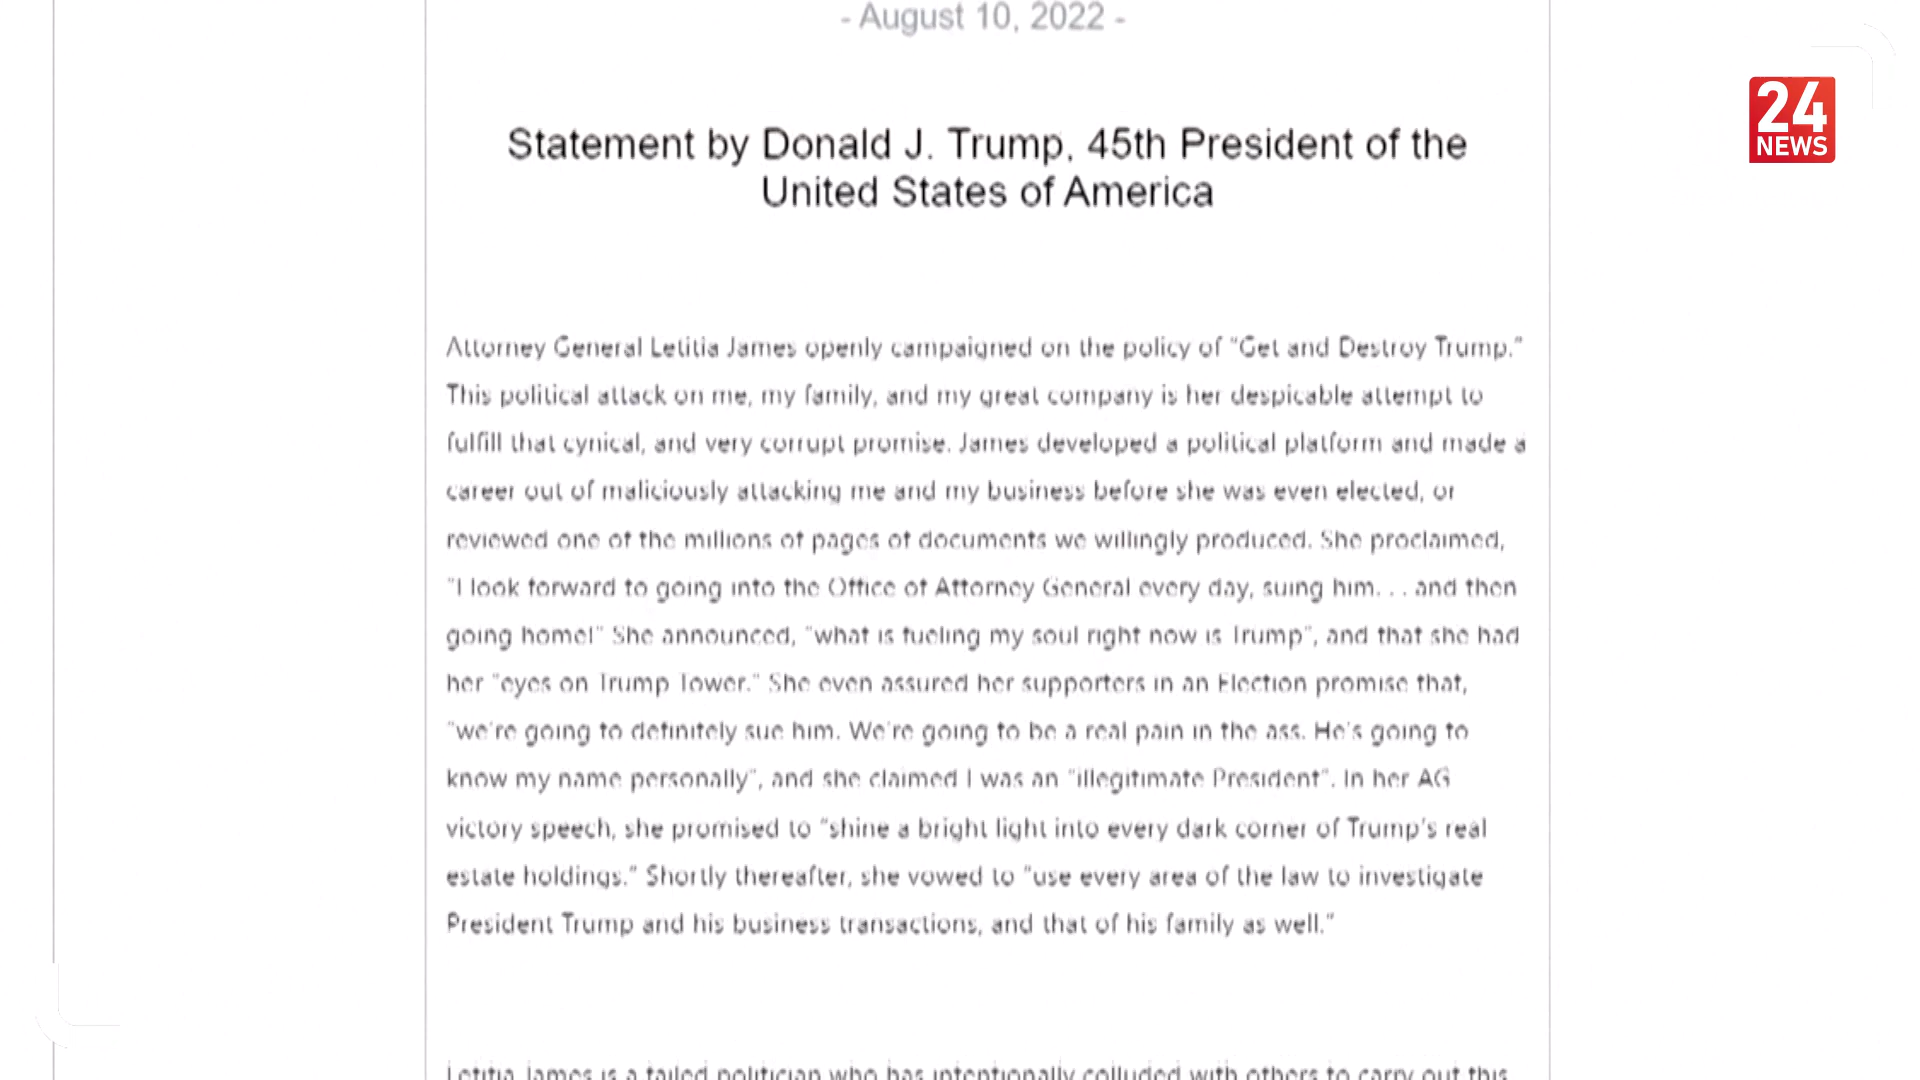 - August 10, 2022 -
24
NEWS
Statement by Donald J. Trump, 45th President of the
United States of America
Attorney General Letitia James openly campaigned on the policy of "Get and Destroy Trump."
This political attack on me, my family, and my great company is her despicable attempt to
fulfill that cynical, and very corrupt promise. James developed a political platform and made a
career out of maliciously attacking me and my business before she was even elected, or
reviewed one of the millions of pages of documents we willingly produced. She proclaimed,
"I look forward to going into the Office of Attorney General every day, suing him. . . and then
going home!" She announced, "what is fueling my soul right now is Trump", and that she had
her "eyes on Trump Tower." She even assured her supporters in an Election promise that,
"we're going to definitely sue him. We're going to be a real pain in the ass. He's going to
know my name personally", and she claimed I was an "illegitimate President". In her AG
victory speech, she promised to "shine a bright light into every dark corner of Trump's real
estate holdings." Shortly thereafter, she vowed to "use every area of the law to investigate
President Trump and his business transactions, and that of his family as well."
Letitia James is a failed politician who has intentionally colluded with others to carry out this